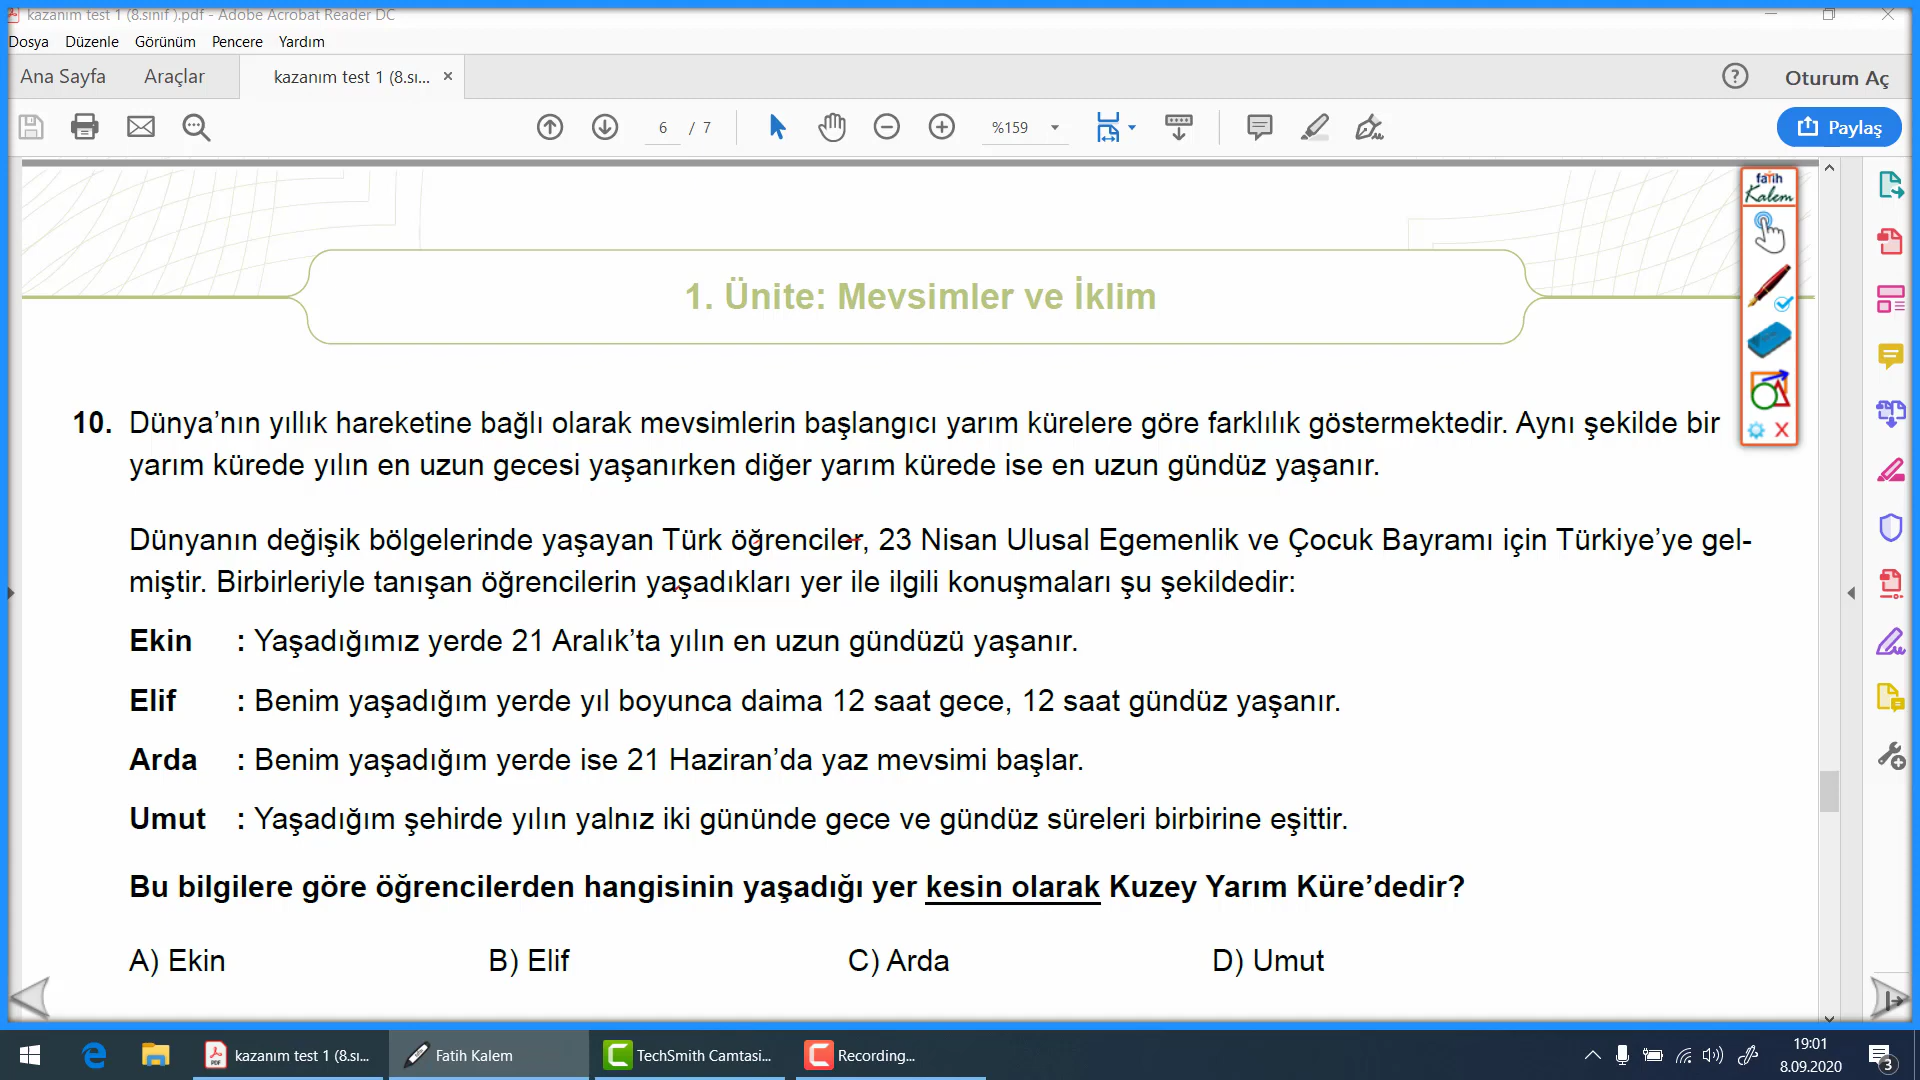 kazanım test 1 (8.sınıf ).pdf - Adobe Acrobat Reader DC
Dosya Düzenle Görünüm Pencere Yardım
Ana Sayfa Araçlar kazanım test 1 (8.sı... × Oturum Aç
6 / 7 %159 Paylaş
fatih
Kalem
1. Ünite: Mevsimler ve İklim
10. Dünya’nın yıllık hareketine bağlı olarak mevsimlerin başlangıcı yarım kürelere göre farklılık göstermektedir. Aynı şekilde bir
yarım kürede yılın en uzun gecesi yaşanırken diğer yarım kürede ise en uzun gündüz yaşanır.
Dünyanın değişik bölgelerinde yaşayan Türk öğrenciler, 23 Nisan Ulusal Egemenlik ve Çocuk Bayramı için Türkiye’ye gel-
miştir. Birbirleriyle tanışan öğrencilerin yaşadıkları yer ile ilgili konuşmaları şu şekildedir:
Ekin : Yaşadığımız yerde 21 Aralık’ta yılın en uzun gündüzü yaşanır.
Elif : Benim yaşadığım yerde yıl boyunca daima 12 saat gece, 12 saat gündüz yaşanır.
Arda : Benim yaşadığım yerde ise 21 Haziran’da yaz mevsimi başlar.
Umut : Yaşadığım şehirde yılın yalnız iki gününde gece ve gündüz süreleri birbirine eşittir.
Bu bilgilere göre öğrencilerden hangisinin yaşadığı yer kesin olarak Kuzey Yarım Küre’dedir?
A) Ekin B) Elif C) Arda D) Umut
kazanım test 1 (8.sı... Fatih Kalem TechSmith Camtasi... Recording...
19:01
8.09.2020
3